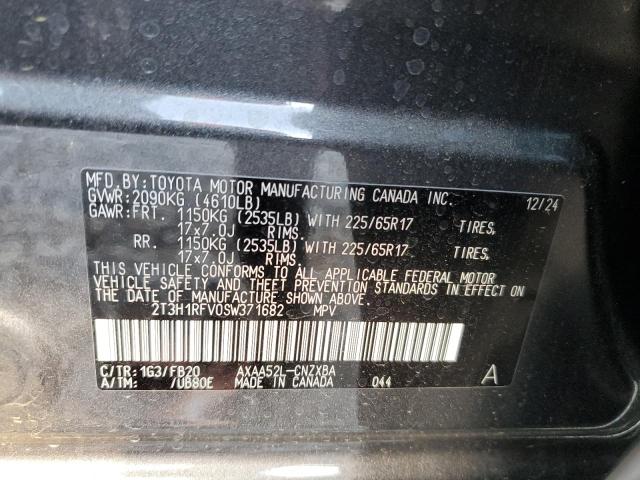 MFD.BY:TOYOTA MOTOR MANUFACTURING CANADA INC. 12/24
GVWR:2090KG (4610LB)
GAWR:FRT. 1150KG (2535LB) WITH 225/65R17 TIRES,
17x7.0J RIMS.
RR. 1150KG (2535LB) WITH 225/65R17 TIRES,
17x7.0J RIMS.
THIS VEHICLE CONFORMS TO ALL APPLICABLE FEDERAL MOTOR
VEHICLE SAFETY AND THEFT PREVENTION STANDARDS IN EFFECT ON
THE DATE OF MANUFACTURE SHOWN ABOVE.
2T3H1RFV0SW371682 MPV
C/TR:1G3/FB20 AXAA52L-CNZXBA
A/TM: /UB80E MADE IN CANADA 044 A